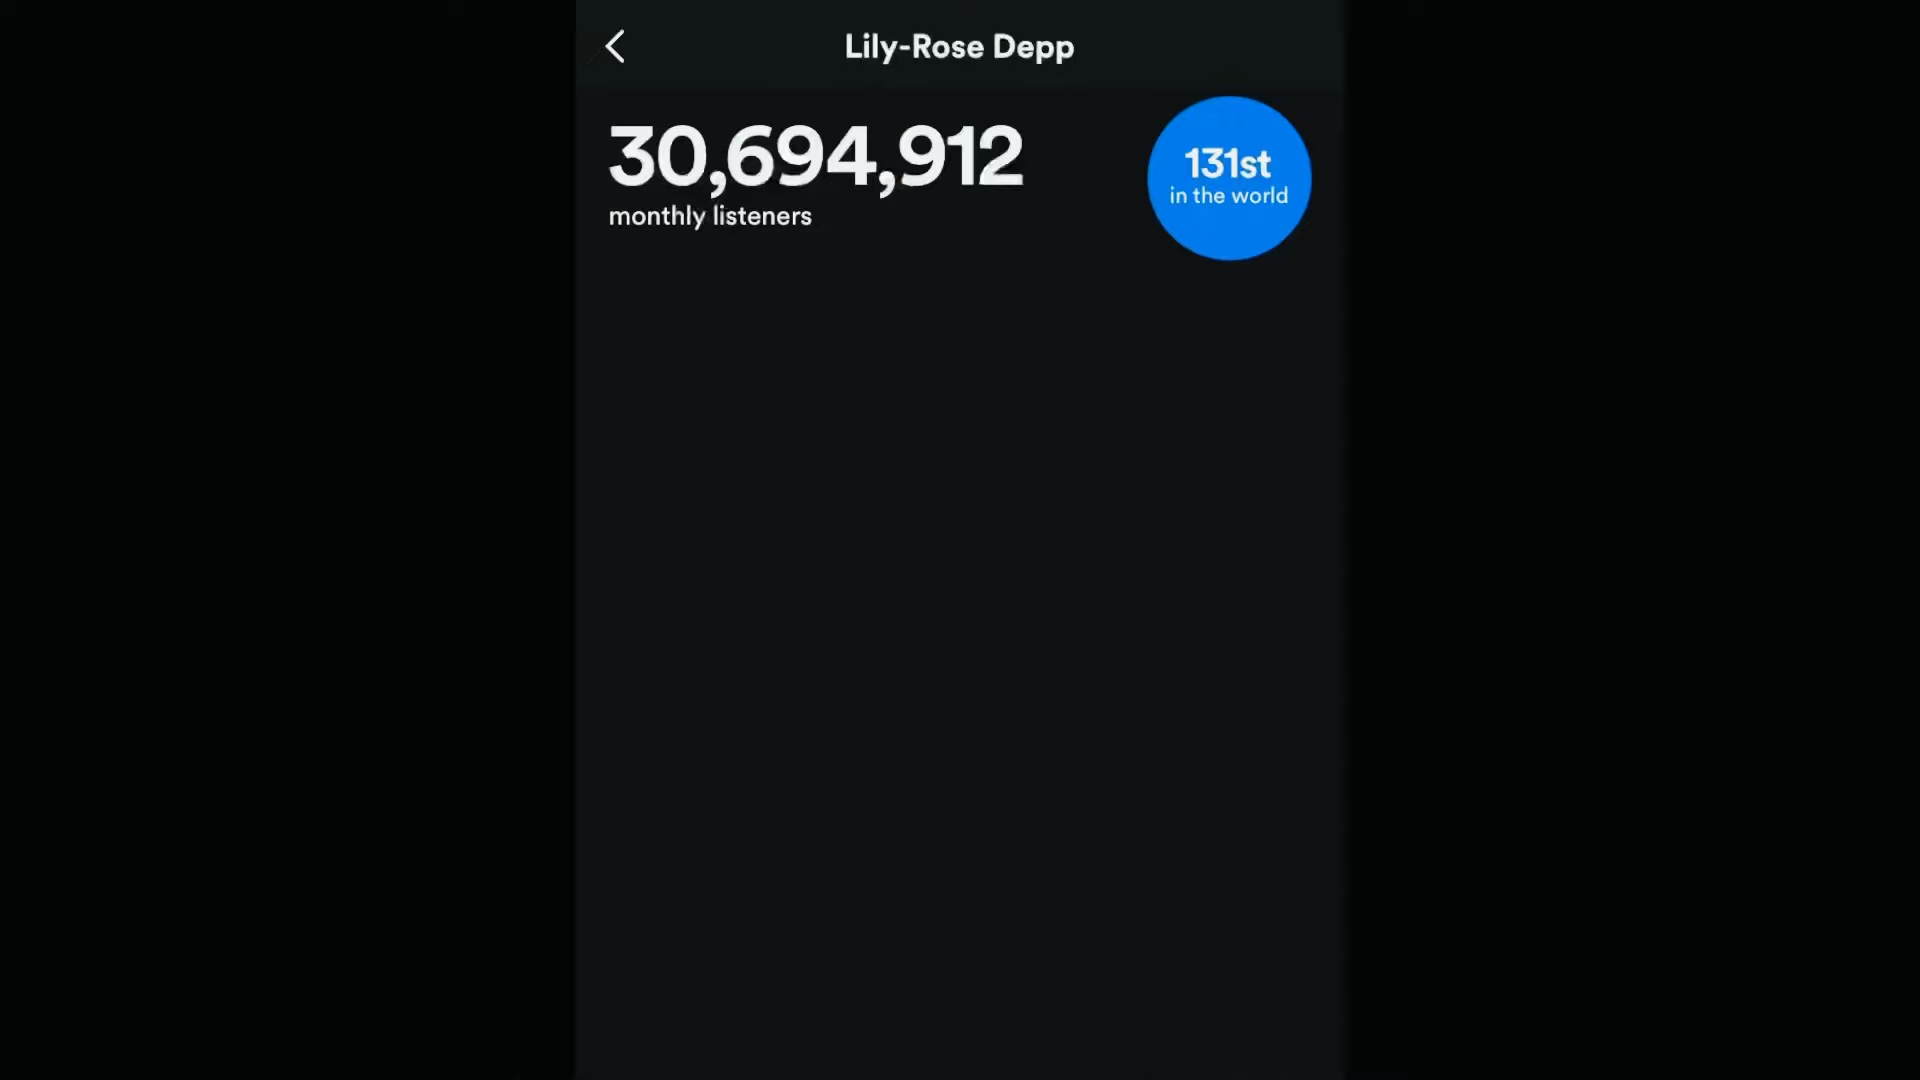 Lily-Rose Depp
30,694,912
monthly listeners
131st
in the world